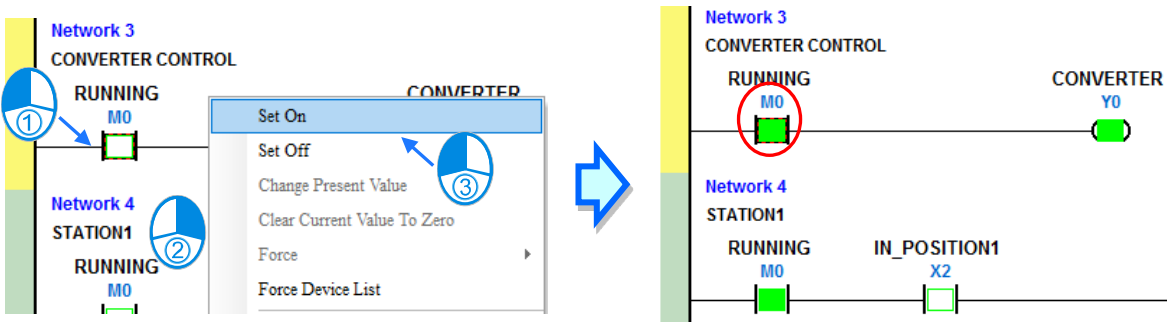 Network 3
CONVERTER CONTROL
RUNNING
CONVERTER
M0
①
Set On
Set Off
Change Present Value
Clear Current Value To Zero
Force
Force Device List
③
Network 4
STATION1
②
RUNNING
M0
Network 3
CONVERTER CONTROL
RUNNING
CONVERTER
M0
Y0
Network 4
STATION1
RUNNING
IN_POSITION1
M0
X2